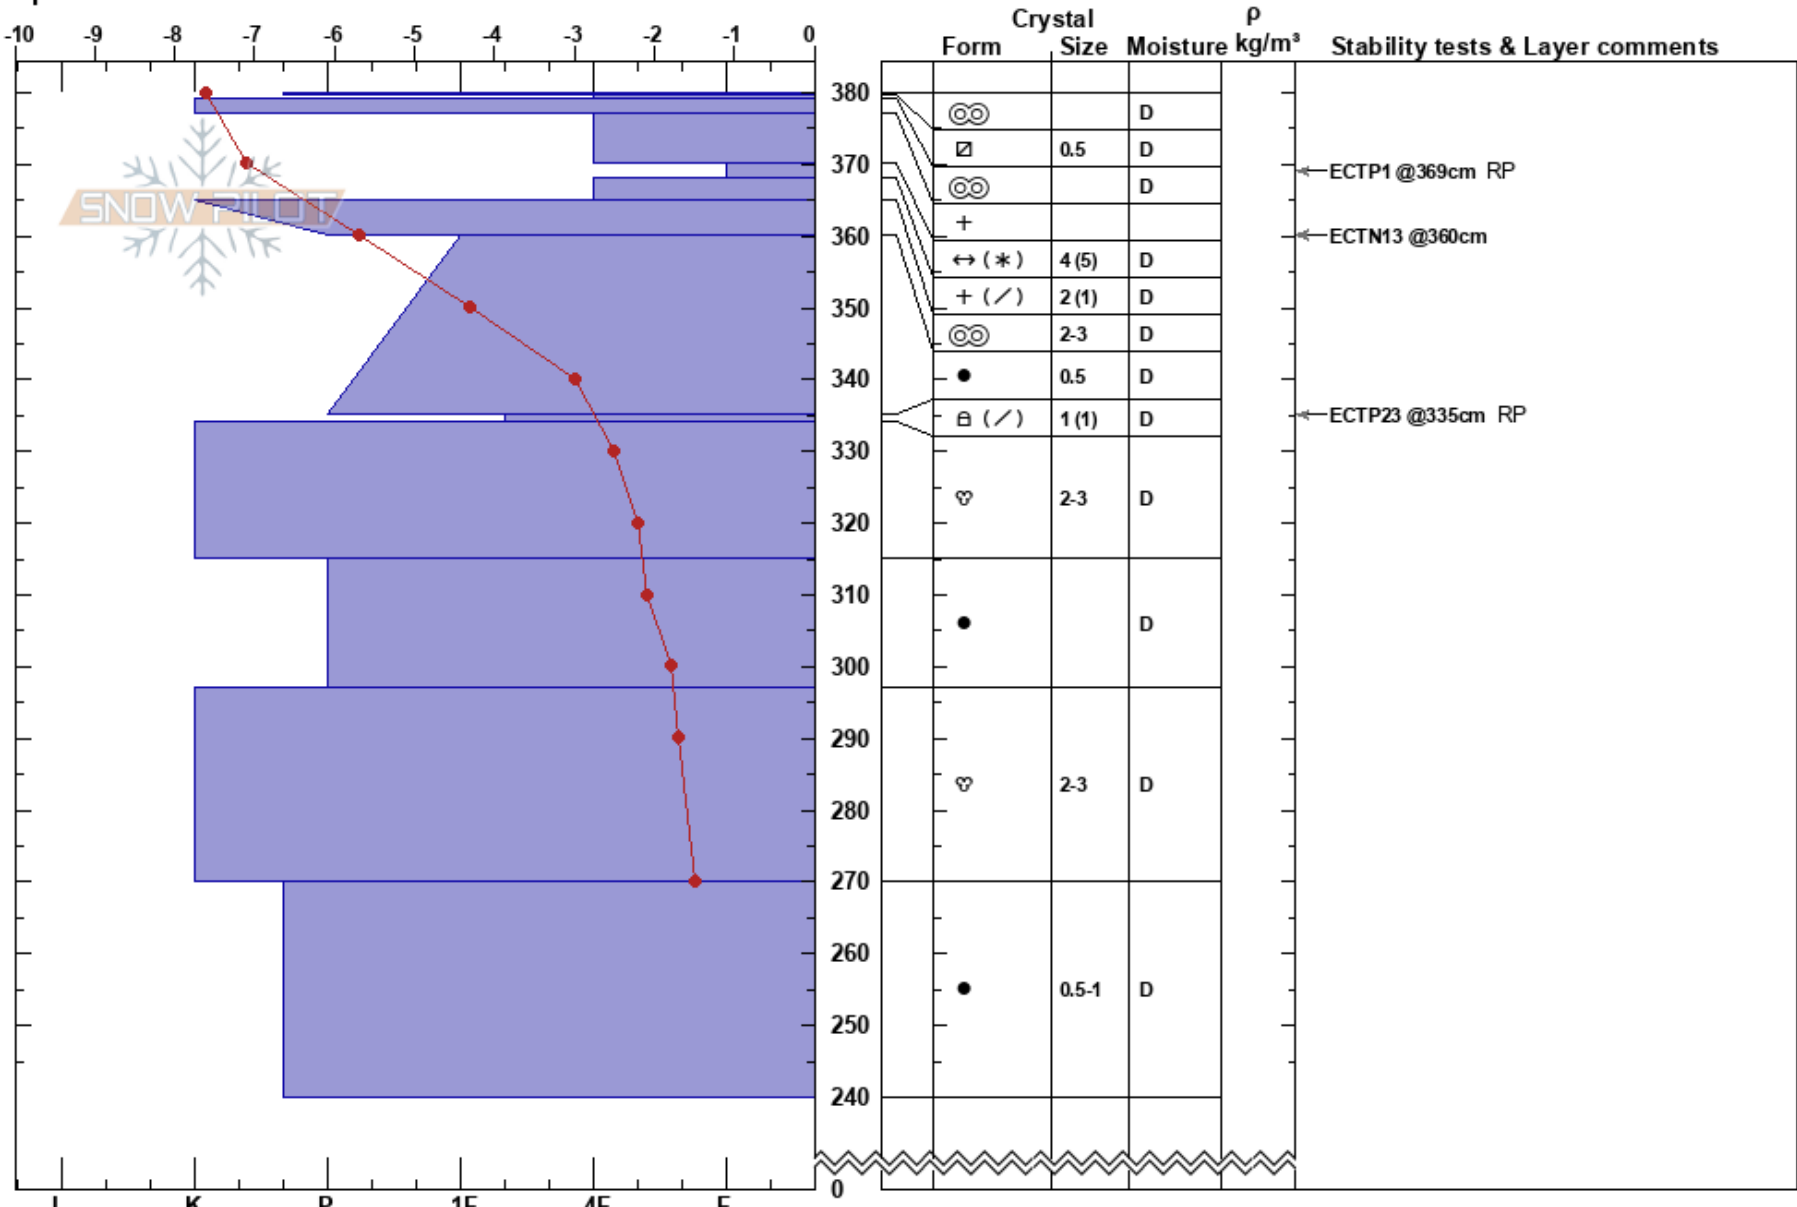 Crystal ρ
-10 -9 -8 -7 -6 -5 -4 -3 -2 -1 0 Form Size Moisture kg/m³ Stability tests & Layer comments
380
D
0.5 D
370
ECTP1 @369cm RP
D
+
360
ECTN13 @360cm
SNOW PILOT
↔ (∗) 4 (5) D
+ (∕) 2 (1) D
350
2-3 D
340
● 0.5 D
ECTP23 @335cm RP
(∕) 1 (1) D
330
2-3 D
320
310
● D
300
290
2-3 D
280
270
260
● 0.5-1 D
250
240
0
K P 1F 4F F